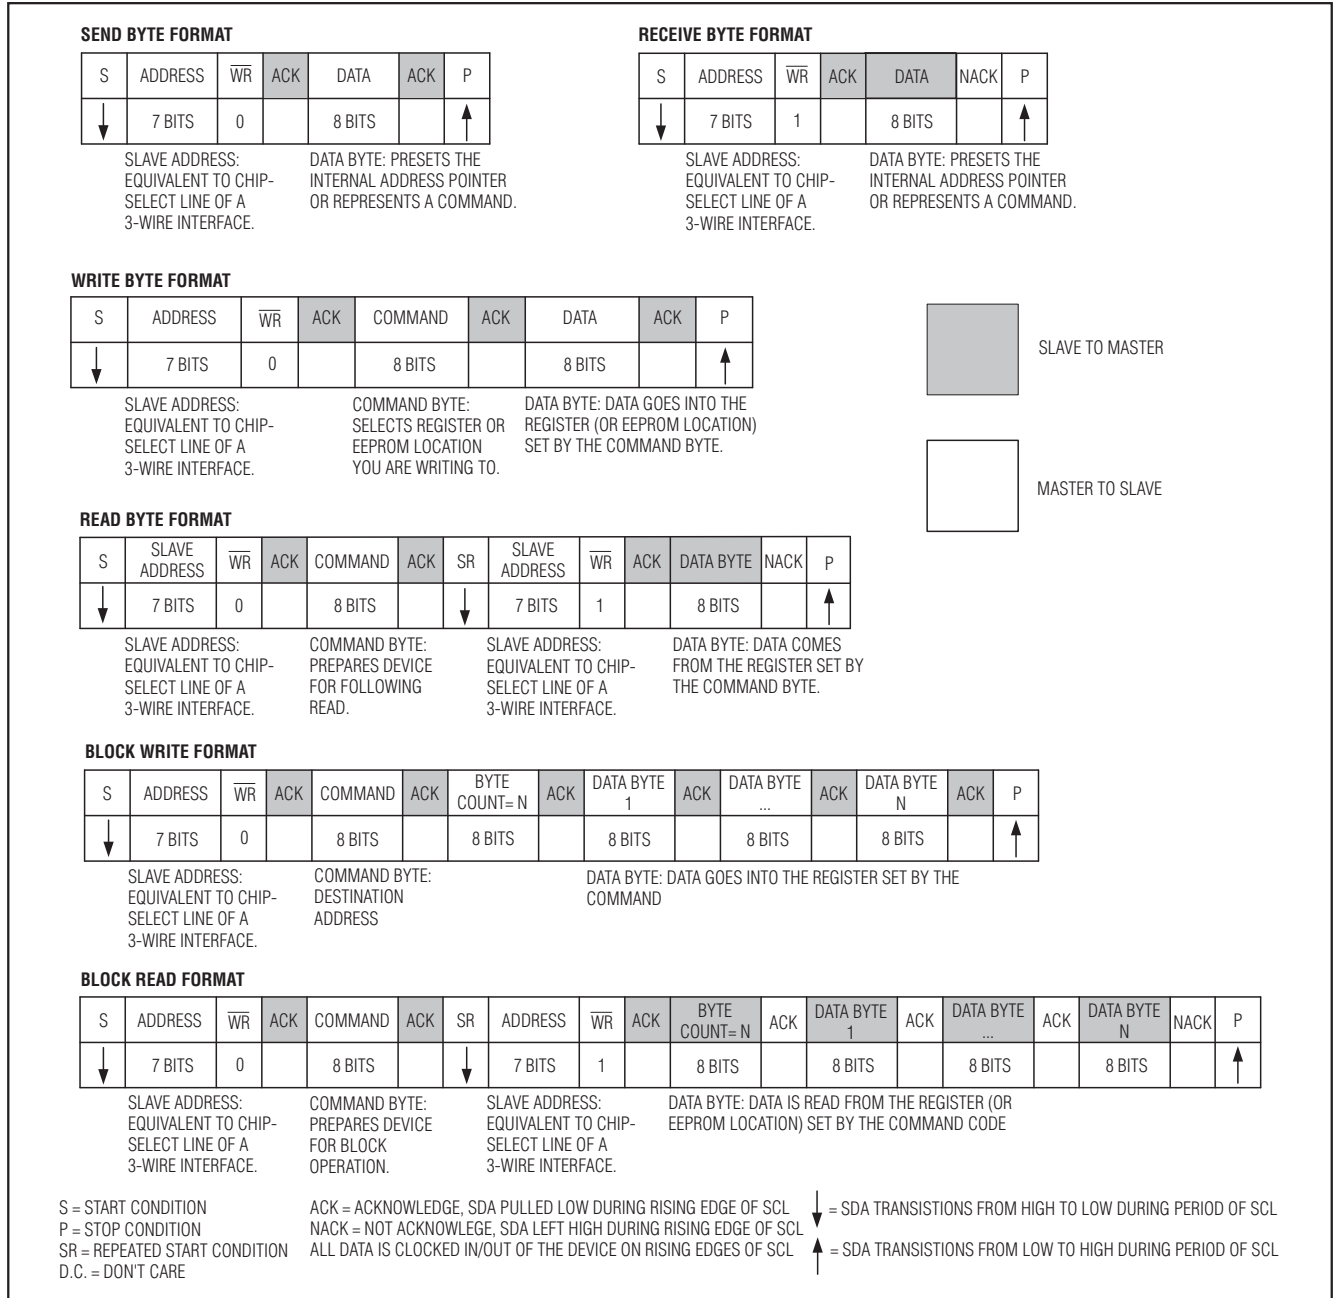 SEND BYTE FORMAT
S ADDRESS WR ACK DATA ACK P
7 BITS 0 8 BITS
SLAVE ADDRESS:
EQUIVALENT TO CHIP-
SELECT LINE OF A
3-WIRE INTERFACE.
DATA BYTE: PRESETS THE
INTERNAL ADDRESS POINTER
OR REPRESENTS A COMMAND.
RECEIVE BYTE FORMAT
S ADDRESS WR ACK DATA NACK P
7 BITS 1 8 BITS
SLAVE ADDRESS:
EQUIVALENT TO CHIP-
SELECT LINE OF A
3-WIRE INTERFACE.
DATA BYTE: PRESETS THE
INTERNAL ADDRESS POINTER
OR REPRESENTS A COMMAND.
WRITE BYTE FORMAT
S ADDRESS WR ACK COMMAND ACK DATA ACK P
7 BITS 0 8 BITS 8 BITS
SLAVE ADDRESS:
EQUIVALENT TO CHIP-
SELECT LINE OF A
3-WIRE INTERFACE.
COMMAND BYTE:
SELECTS REGISTER OR
EEPROM LOCATION
YOU ARE WRITING TO.
DATA BYTE: DATA GOES INTO THE
REGISTER (OR EEPROM LOCATION)
SET BY THE COMMAND BYTE.
SLAVE TO MASTER
MASTER TO SLAVE
READ BYTE FORMAT
S SLAVE ADDRESS WR ACK COMMAND ACK SR SLAVE ADDRESS WR ACK DATA BYTE NACK P
7 BITS 0 8 BITS 7 BITS 1 8 BITS
SLAVE ADDRESS:
EQUIVALENT TO CHIP-
SELECT LINE OF A
3-WIRE INTERFACE.
COMMAND BYTE:
PREPARES DEVICE
FOR FOLLOWING
READ.
SLAVE ADDRESS:
EQUIVALENT TO CHIP-
SELECT LINE OF A
3-WIRE INTERFACE.
DATA BYTE: DATA COMES
FROM THE REGISTER SET BY
THE COMMAND BYTE.
BLOCK WRITE FORMAT
S ADDRESS WR ACK COMMAND ACK BYTE COUNT= N ACK DATA BYTE 1 ACK DATA BYTE ... ACK DATA BYTE N ACK P
7 BITS 0 8 BITS 8 BITS 8 BITS 8 BITS 8 BITS
SLAVE ADDRESS:
EQUIVALENT TO CHIP-
SELECT LINE OF A
3-WIRE INTERFACE.
COMMAND BYTE:
DESTINATION
ADDRESS
DATA BYTE: DATA GOES INTO THE REGISTER SET BY THE
COMMAND
BLOCK READ FORMAT
S ADDRESS WR ACK COMMAND ACK SR ADDRESS WR ACK BYTE COUNT= N ACK DATA BYTE 1 ACK DATA BYTE ... ACK DATA BYTE N NACK P
7 BITS 0 8 BITS 7 BITS 1 8 BITS 8 BITS 8 BITS 8 BITS
SLAVE ADDRESS:
EQUIVALENT TO CHIP-
SELECT LINE OF A
3-WIRE INTERFACE.
COMMAND BYTE:
PREPARES DEVICE
FOR BLOCK
OPERATION.
SLAVE ADDRESS:
EQUIVALENT TO CHIP-
SELECT LINE OF A
3-WIRE INTERFACE.
DATA BYTE: DATA IS READ FROM THE REGISTER (OR
EEPROM LOCATION) SET BY THE COMMAND CODE
S = START CONDITION
P = STOP CONDITION
SR = REPEATED START CONDITION
D.C. = DON'T CARE
ACK = ACKNOWLEDGE, SDA PULLED LOW DURING RISING EDGE OF SCL
NACK = NOT ACKNOWLEGE, SDA LEFT HIGH DURING RISING EDGE OF SCL
ALL DATA IS CLOCKED IN/OUT OF THE DEVICE ON RISING EDGES OF SCL
= SDA TRANSISTIONS FROM HIGH TO LOW DURING PERIOD OF SCL
= SDA TRANSISTIONS FROM LOW TO HIGH DURING PERIOD OF SCL